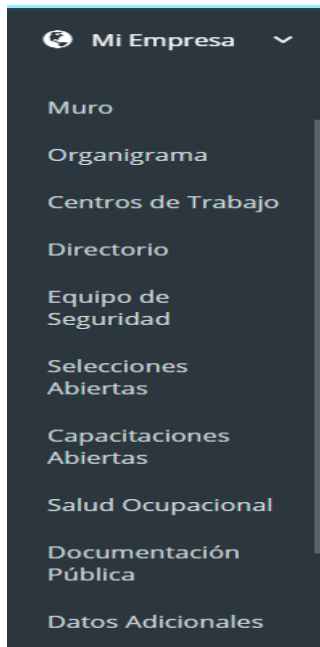 Mi Empresa
Muro
Organigrama
Centros de Trabajo
Directorio
Equipo de
Seguridad
Selecciones
Abiertas
Capacitaciones
Abiertas
Salud Ocupacional
Documentación
Pública
Datos Adicionales